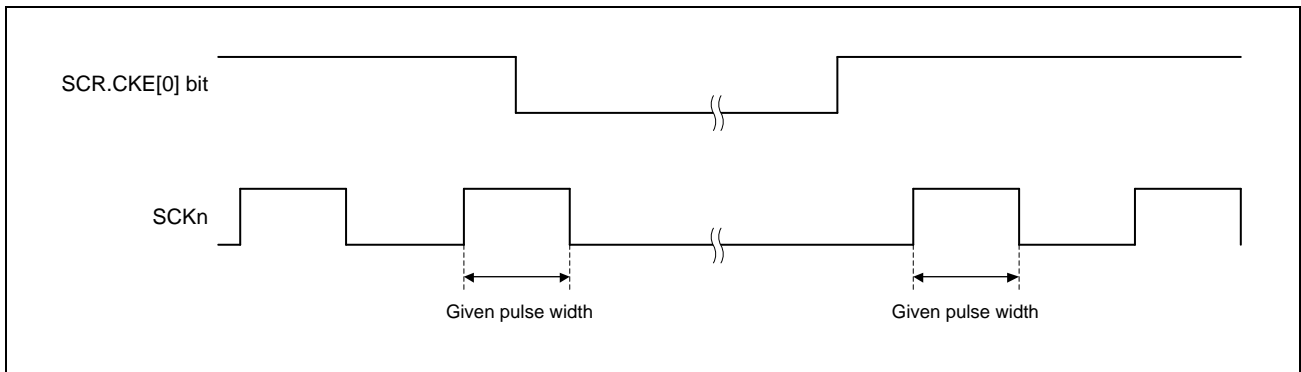 SCR.CKE[0] bit
SCKn
Given pulse width
Given pulse width